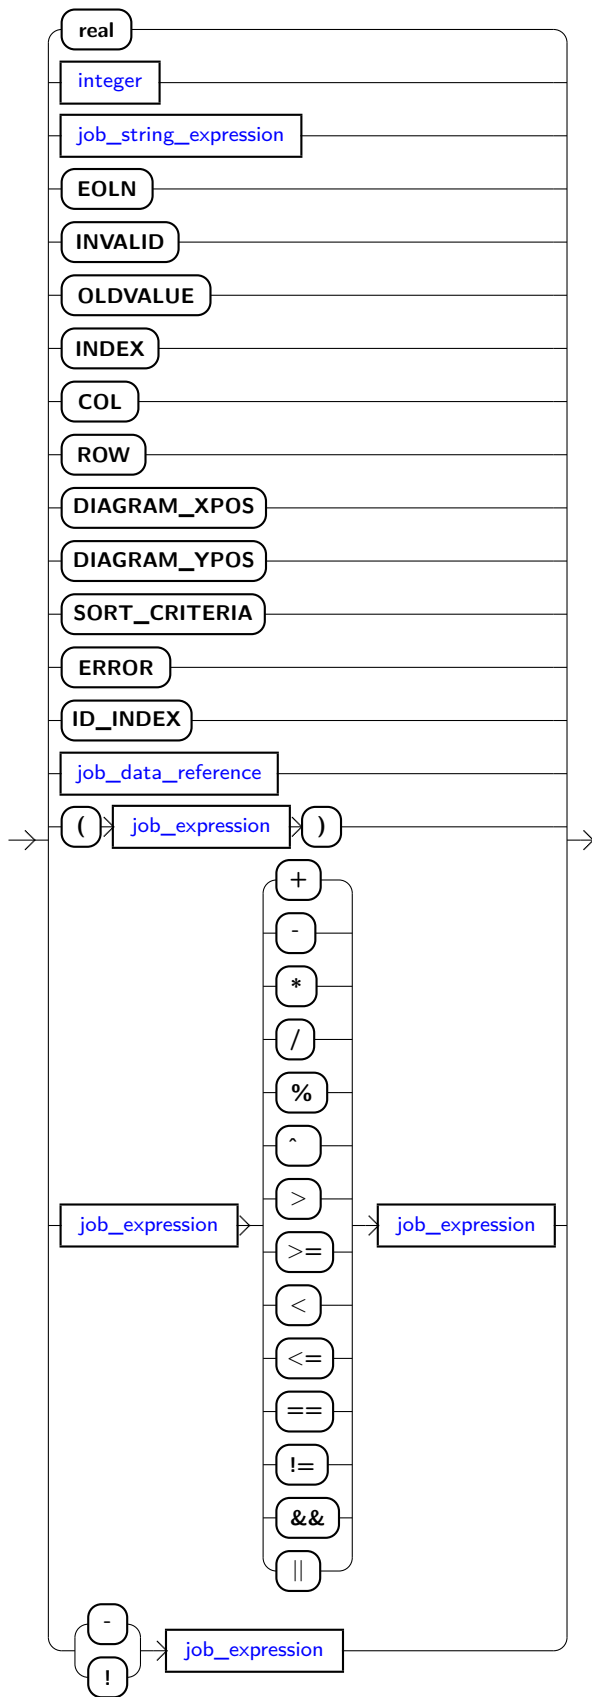 real
integer
job_string_expression
EOLN
INVALID
OLDVALUE
INDEX
COL
ROW
DIAGRAM_XPOS
DIAGRAM_YPOS
SORT_CRITERIA
ERROR
ID_INDEX
job_data_reference
( job_expression )
+
-
*
/
%
^
job_expression > job_expression
>=
<
<=
==
!=
&&
||
-
! job_expression